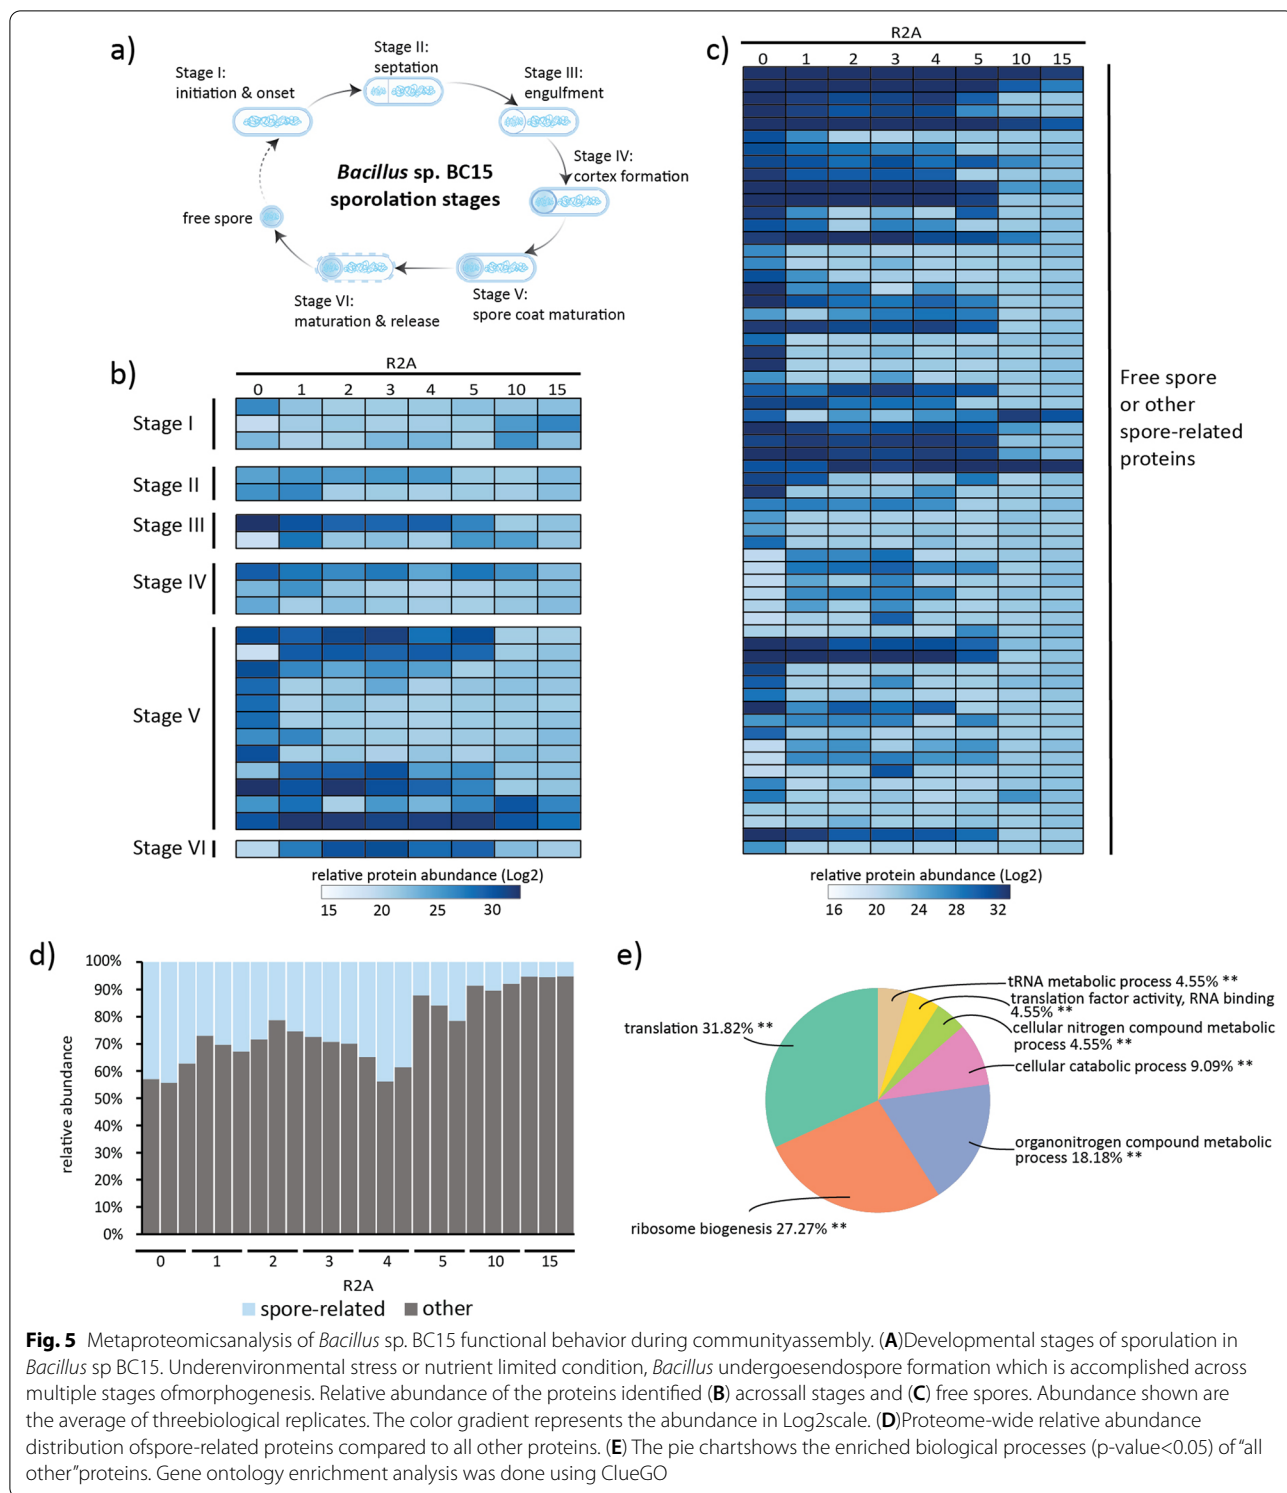 a)
Stage I:
initiation & onset
Stage II:
septation
Stage III:
engulfment
Stage IV:
cortex formation
Stage V:
spore coat maturation
Stage VI:
maturation & release
free spore
Bacillus sp. BC15
sporolation stages
b)
R2A
0 1 2 3 4 5 10 15
Stage I
Stage II
Stage III
Stage IV
Stage V
Stage VI
relative protein abundance (Log2)
15 20 25 30
c)
R2A
0 1 2 3 4 5 10 15
Free spore
or other
spore-related
proteins
relative protein abundance (Log2)
16 20 24 28 32
d)
relative abundance
100%
90%
80%
70%
60%
50%
40%
30%
20%
10%
0%
0 1 2 3 4 5 10 15
R2A
spore-related other
e)
tRNA metabolic process 4.55% **
translation factor activity, RNA binding
4.55% **
cellular nitrogen compound metabolic
process 4.55% **
cellular catabolic process 9.09% **
organonitrogen compound metabolic
process 18.18% **
ribosome biogenesis 27.27% **
translation 31.82% **
Fig. 5 Metaproteomicsanalysis of Bacillus sp. BC15 functional behavior during communityassembly. (A)Developmental stages of sporulation in
Bacillus sp BC15. Underenvironmental stress or nutrient limited condition, Bacillus undergoesendospore formation which is accomplished across
multiple stages ofmorphogenesis. Relative abundance of the proteins identified (B) acrossall stages and (C) free spores. Abundance shown are
the average of threebiological replicates. The color gradient represents the abundance in Log2scale. (D)Proteome-wide relative abundance
distribution ofspore-related proteins compared to all other proteins. (E) The pie chartshows the enriched biological processes (p-value<0.05) of “all
other”proteins. Gene ontology enrichment analysis was done using ClueGO